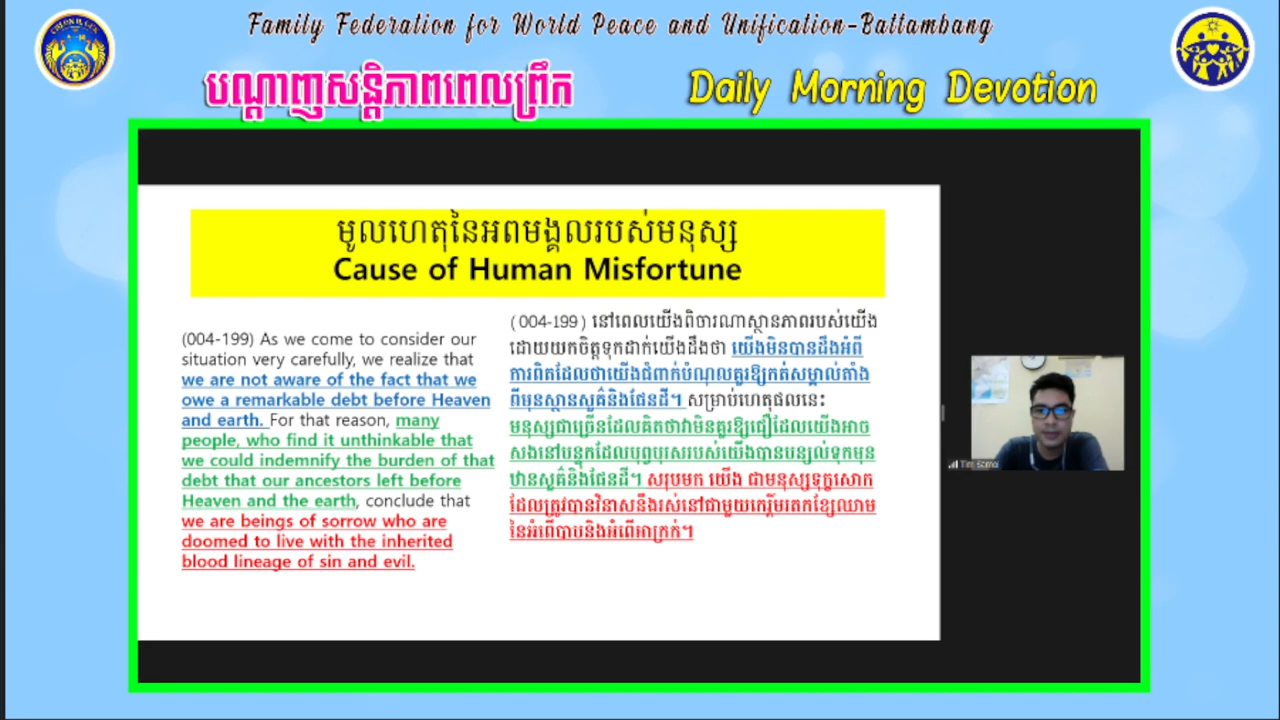 Family Federation for World Peace and Unification-Battambang
បណ្តាញសន្តិភាពពេលព្រឹក
Daily Morning Devotion
មូលហេតុនៃអពមង្គលរបស់មនុស្ស
Cause of Human Misfortune
(004-199) As we come to consider our
situation very carefully, we realize that
we are not aware of the fact that we
owe a remarkable debt before Heaven
and earth. For that reason, many
people, who find it unthinkable that
we could indemnify the burden of that
debt that our ancestors left before
Heaven and the earth, conclude that
we are beings of sorrow who are
doomed to live with the inherited
blood lineage of sin and evil.
(004-199) នៅពេលយើងពិចារណាស្ថានភាពរបស់យើង
ដោយយកចិត្តទុកដាក់យើងដឹងថា យើងមិនបានដឹងអំពី
ការពិតដែលថាយើងជំពាក់បំណុលគួរឱ្យកត់សម្គាល់តាំង
ពីមុនស្ថានសួគ៌និងផែនដី។ សម្រាប់ហេតុផលនេះ
មនុស្សជាច្រើនដែលគិតថាវាមិនគួរឱ្យជឿដែលយើងអាច
សងនៅបន្ទុកដែលបុព្វបុរសរបស់យើងបានបន្សល់ទុកមុន
ឋានសួគ៌និងផែនដី។ សរុបមក យើង ជាមនុស្សទុក្ខសោក
ដែលត្រូវបានវិនាសនឹងរស់នៅជាមួយកេរ្តិ៍មរតកខ្សែឈាម
នៃអំពើបាបនិងអំពើអាក្រក់។